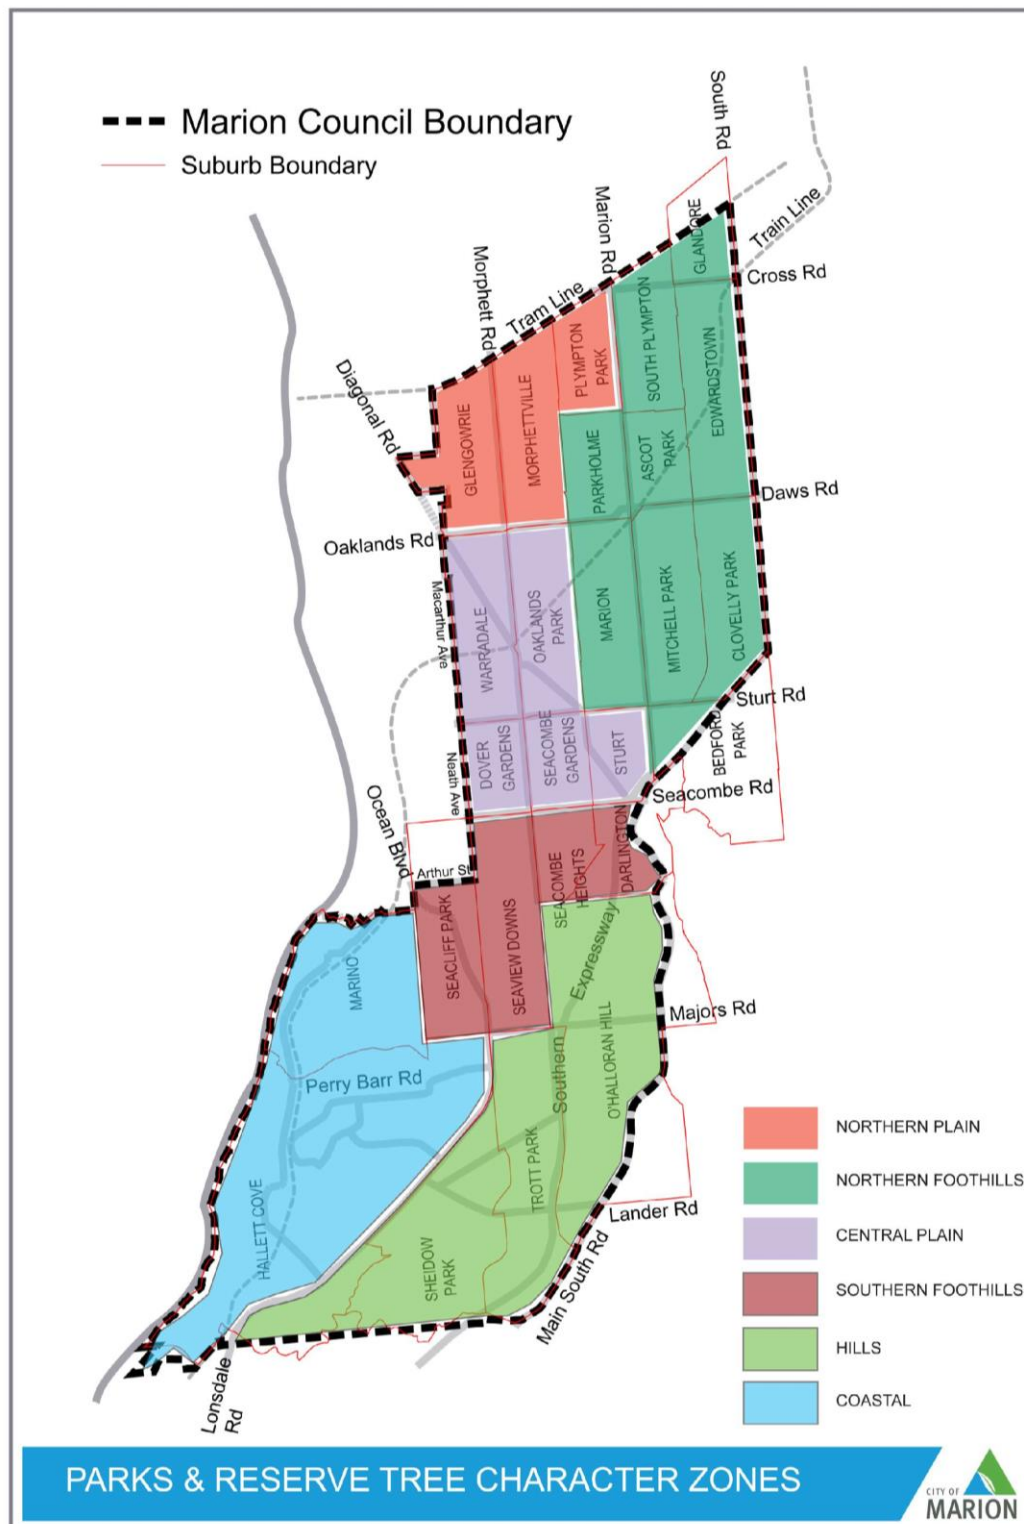 Marion Council Boundary
Suburb Boundary
South Rd
Marion Rd
Morphett Rd
Tram Line
Train Line
Cross Rd
Diagonal Rd
GLANDORE
SOUTH PLYMPTON
PLYMPTON
PARK
EDWARDSTOWN
MORPHETTVILLE
GLENGOWRIE
PARKHOLME
ASCOT
PARK
Daws Rd
Oaklands Rd
Macarthur Ave
WARRADALE
OAKLANDS
PARK
MARION
MITCHELL PARK
CLOVELLY PARK
Sturt Rd
BEDFORD
PARK
Neath Ave
DOVER
GARDENS
SEACOMBE
GARDENS
STURT
Seacombe Rd
Ocean Blvd
Arthur St
SEACOMBE
HEIGHTS
DARLINGTON
SEACLIFF PARK
SEAVIEW DOWNS
Southern Expressway
MARINO
O'HALLORAN HILL
Majors Rd
Perry Barr Rd
TROTT PARK
Lander Rd
HALLETT COVE
SHEIDOW
PARK
Main South Rd
Lonsdale
Rd
NORTHERN PLAIN
NORTHERN FOOTHILLS
CENTRAL PLAIN
SOUTHERN FOOTHILLS
HILLS
COASTAL
PARKS & RESERVE TREE CHARACTER ZONES
CITY OF
MARION